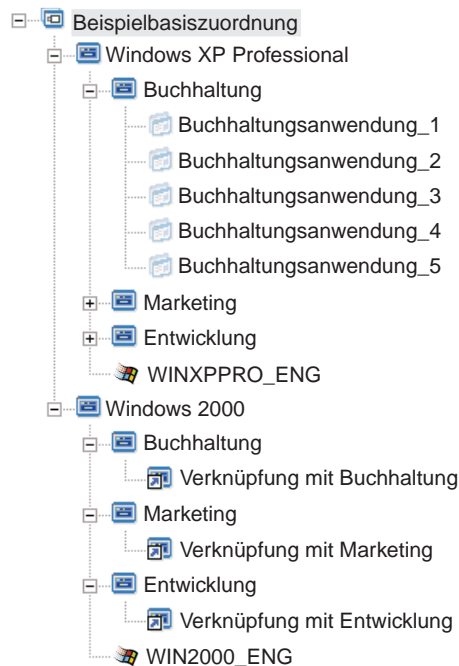 Beispielbasiszuordnung
Windows XP Professional
Buchhaltung
Buchhaltungsanwendung_1
Buchhaltungsanwendung_2
Buchhaltungsanwendung_3
Buchhaltungsanwendung_4
Buchhaltungsanwendung_5
Marketing
Entwicklung
WINXPPRO_ENG
Windows 2000
Buchhaltung
Verknüpfung mit Buchhaltung
Marketing
Verknüpfung mit Marketing
Entwicklung
Verknüpfung mit Entwicklung
WIN2000_ENG